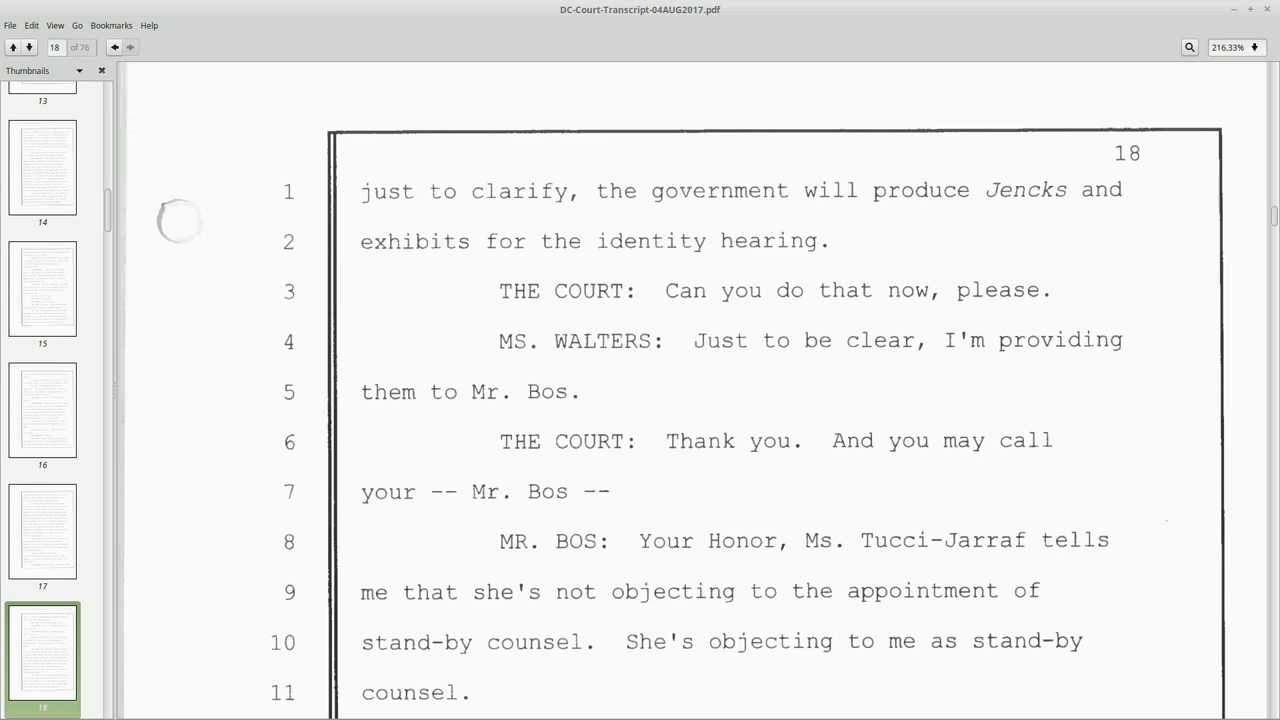 DC-Court-Transcript-04AUG2017.pdf
File Edit View Go Bookmarks Help
18 of 76 216.33%
Thumbnails
13
14
15
16
17
18
18
1 just to clarify, the government will produce Jencks and
2 exhibits for the identity hearing.
3 THE COURT: Can you do that now, please.
4 MS. WALTERS: Just to be clear, I'm providing
5 them to Mr. Bos.
6 THE COURT: Thank you. And you may call
7 your -- Mr. Bos --
8 MR. BOS: Your Honor, Ms. Tucci-Jarraf tells
9 me that she's not objecting to the appointment of
10 stand-by counsel. She's objecting to me as stand-by
11 counsel.